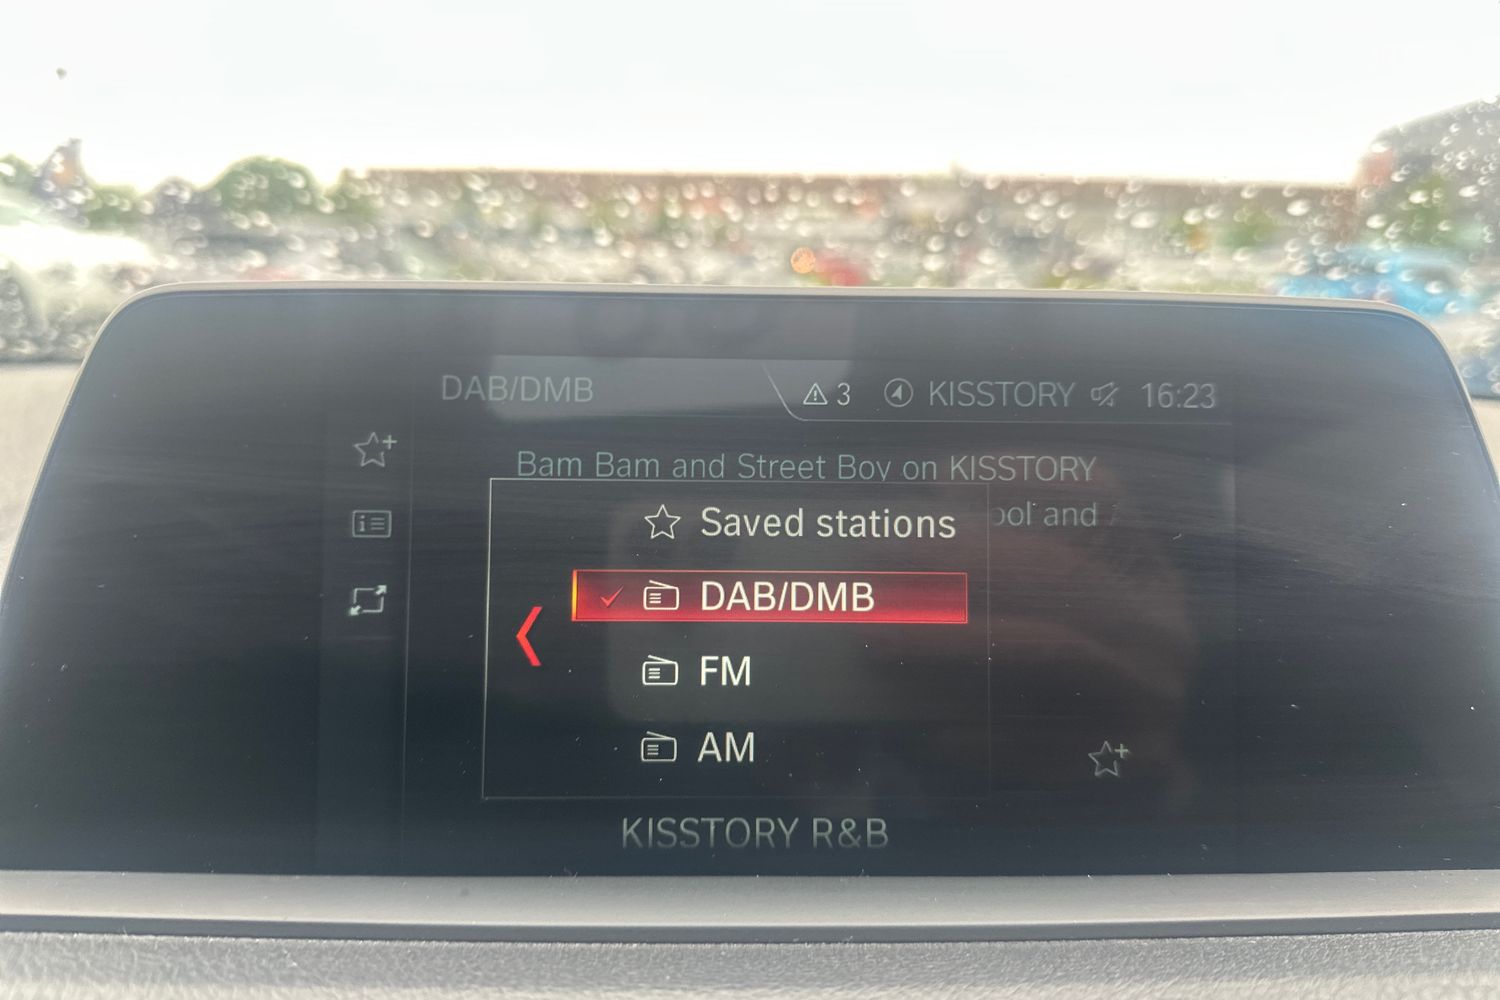 DAB/DMB
3 KISSTORY 16:23
Bam Bam and Street Boy on KISSTORY
and
Saved stations
DAB/DMB
FM
AM
KISSTORY R&B